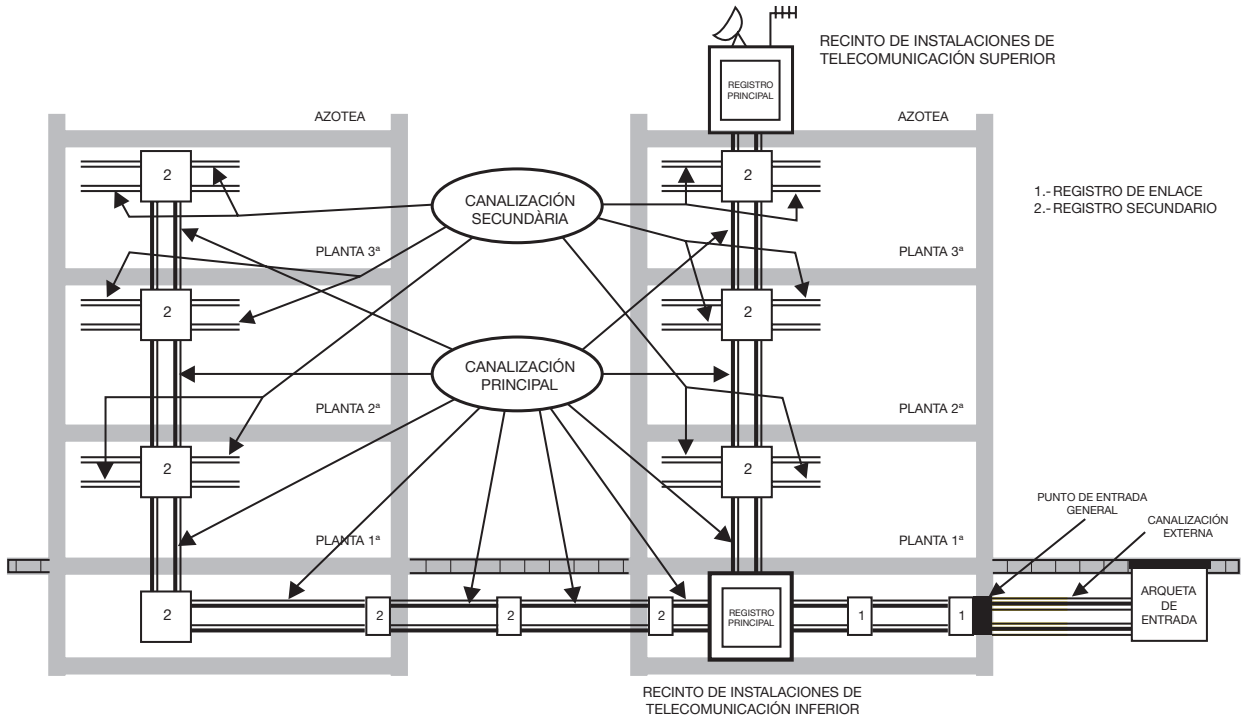 RECINTO DE INSTALACIONES DE
TELECOMUNICACIÓN SUPERIOR
REGISTRO
PRINCIPAL
AZOTEA
AZOTEA
2
2
1.- REGISTRO DE ENLACE
2.- REGISTRO SECUNDARIO
CANALIZACIÓN
SECUNDÀRIA
PLANTA 3ª
PLANTA 3ª
2
2
CANALIZACIÓN
PRINCIPAL
PLANTA 2ª
PLANTA 2ª
2
2
PUNTO DE ENTRADA
GENERAL
CANALIZACIÓN
EXTERNA
PLANTA 1ª
PLANTA 1ª
2
2
2
2
REGISTRO
PRINCIPAL
1
1
ARQUETA
DE
ENTRADA
RECINTO DE INSTALACIONES DE
TELECOMUNICACIÓN INFERIOR